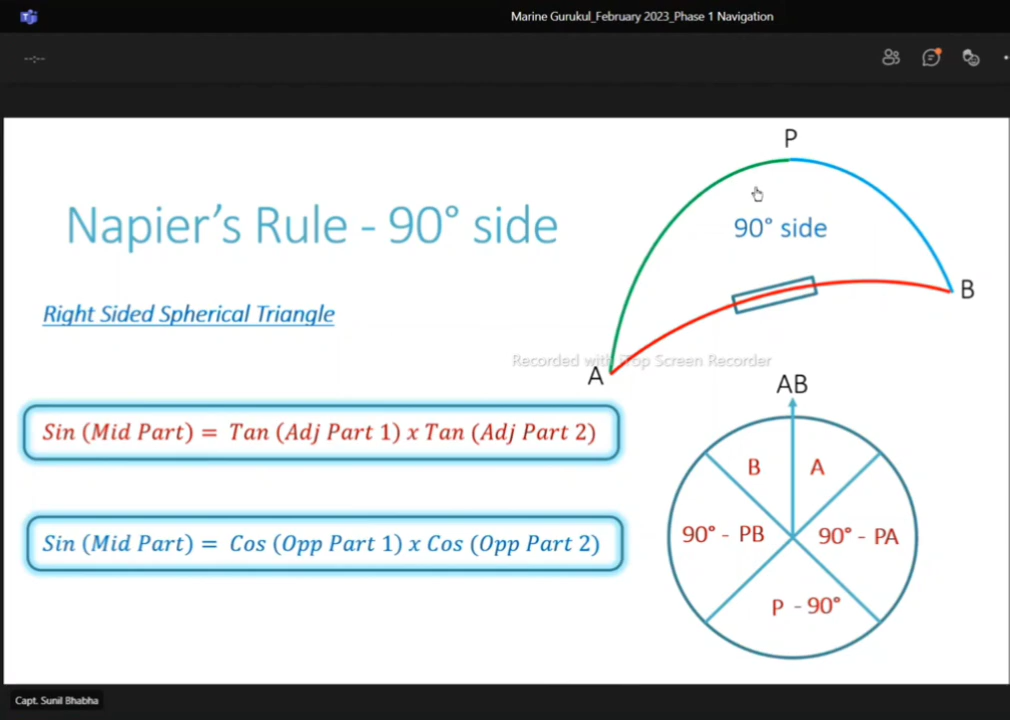 Marine Gurukul_February 2023_Phase 1 Navigation
--:--
P
Napier's Rule - 90° side
90° side
B
Right Sided Spherical Triangle
Recorded with iTop Screen Recorder
A
AB
Sin (Mid Part) = Tan (Adj Part 1) x Tan (Adj Part 2)
B A
90° - PB 90° - PA
Sin (Mid Part) = Cos (Opp Part 1) x Cos (Opp Part 2)
P - 90°
Capt. Sunil Bhabha